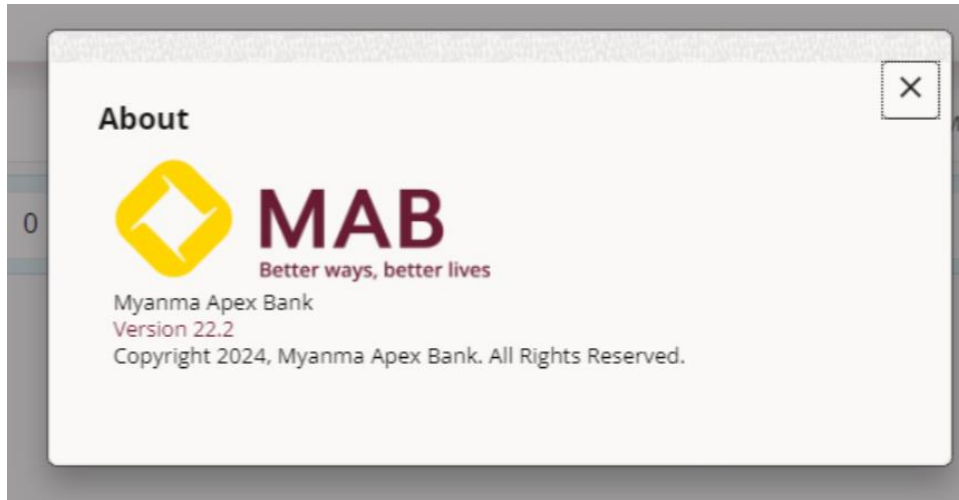 About
MAB
Better ways, better lives
Myanma Apex Bank
Version 22.2
Copyright 2024, Myanma Apex Bank. All Rights Reserved.
0